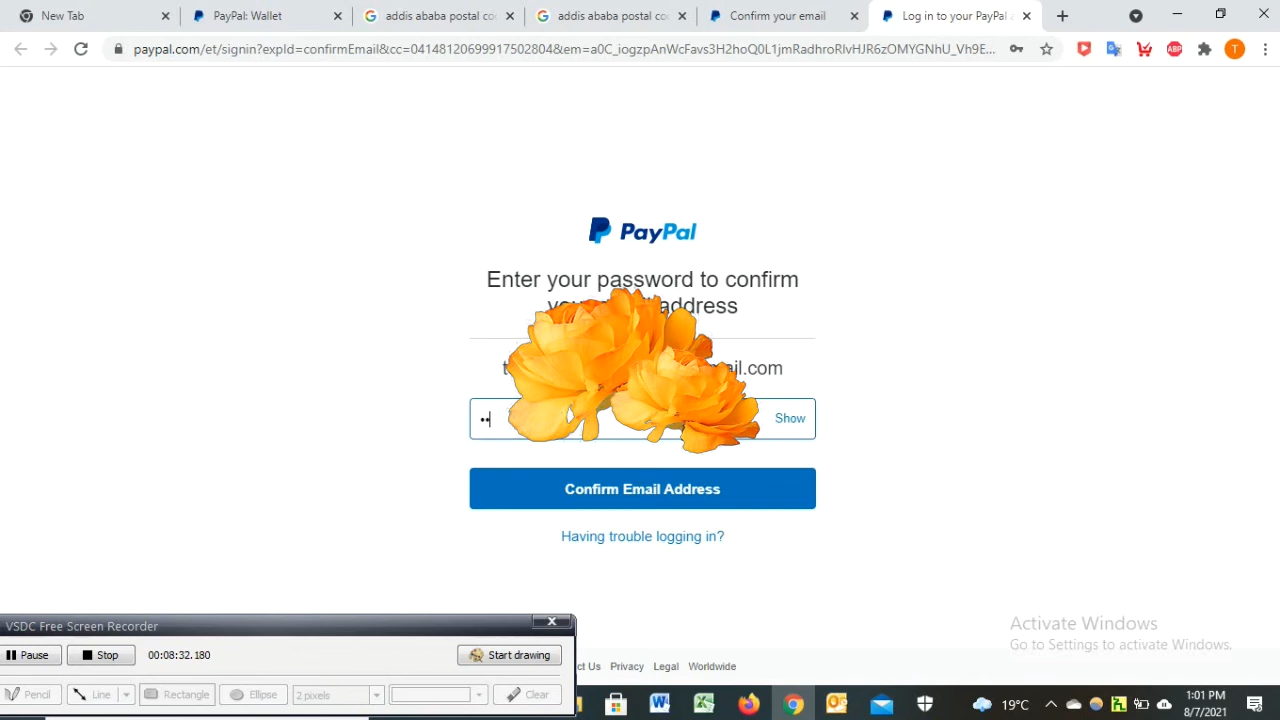 New Tab
PayPal: Wallet
addis ababa postal co
addis ababa postal co
Confirm your email
Log in to your PayPal a
paypal.com/et/signin?expId=confirmEmail&cc=04148120699917502804&em=a0C_iogzpAnWcFavs3H2hoQ0L1jmRadhroRlvHJR6zOMYGNhU_Vh9E...
ABP
T
PayPal
Enter your password to confirm
address
ail.com
Show
Confirm Email Address
Having trouble logging in?
VSDC Free Screen Recorder
Pause
Stop
00:08:32.180
Start drawing
Pencil
Line
Rectangle
Ellipse
2 pixels
Clear
ct Us
Privacy
Legal
Worldwide
Activate Windows
Go to Settings to activate Windows.
19°C
1:01 PM
8/7/2021